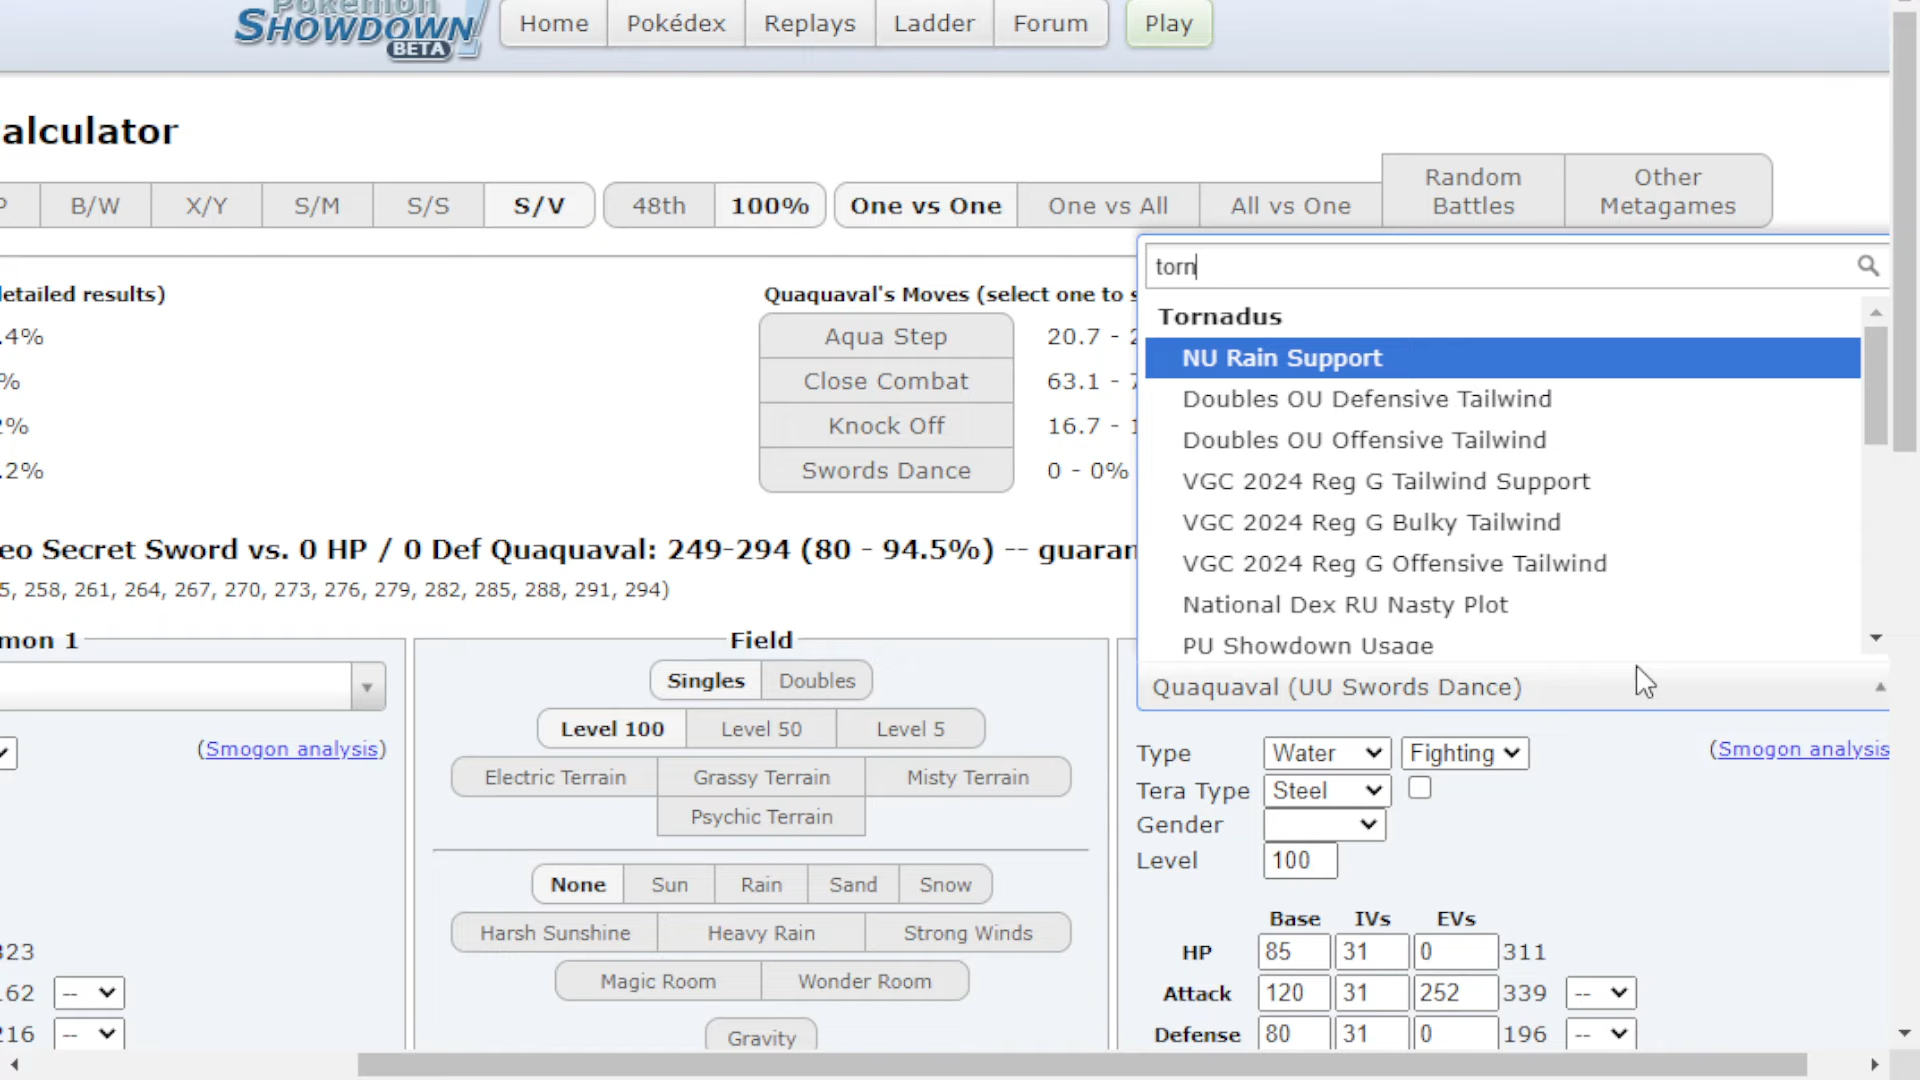 Pokémon
SHOWDOWN!
BETA
Home Pokédex Replays Ladder Forum Play
alculator
P B/W X/Y S/M S/S S/V 48th 100% One vs One One vs All All vs One Random Battles Other Metagames
torn
etailed results) Quaquaval's Moves (select one to s
Tornadus
.4% Aqua Step 20.7 - 2
NU Rain Support
% Close Combat 63.1 - 7
Doubles OU Defensive Tailwind
2% Knock Off 16.7 - 1
Doubles OU Offensive Tailwind
.2% Swords Dance 0 - 0%
VGC 2024 Reg G Tailwind Support
VGC 2024 Reg G Bulky Tailwind
eo Secret Sword vs. 0 HP / 0 Def Quaquaval: 249-294 (80 - 94.5%) -- guaran
VGC 2024 Reg G Offensive Tailwind
5, 258, 261, 264, 267, 270, 273, 276, 279, 282, 285, 288, 291, 294)
National Dex RU Nasty Plot
PU Showdown Usage
mon 1 Field
Quaquaval (UU Swords Dance)
Singles Doubles
Level 100 Level 50 Level 5
(Smogon analysis)
Type Water Fighting (Smogon analysis
Electric Terrain Grassy Terrain Misty Terrain
Tera Type Steel
Psychic Terrain
Gender
Level 100
None Sun Rain Sand Snow
Base IVs EVs
Harsh Sunshine Heavy Rain Strong Winds
323
HP 85 31 0 311
Magic Room Wonder Room
162 --
Attack 120 31 252 339 --
Gravity
216 --
Defense 80 31 0 196 --